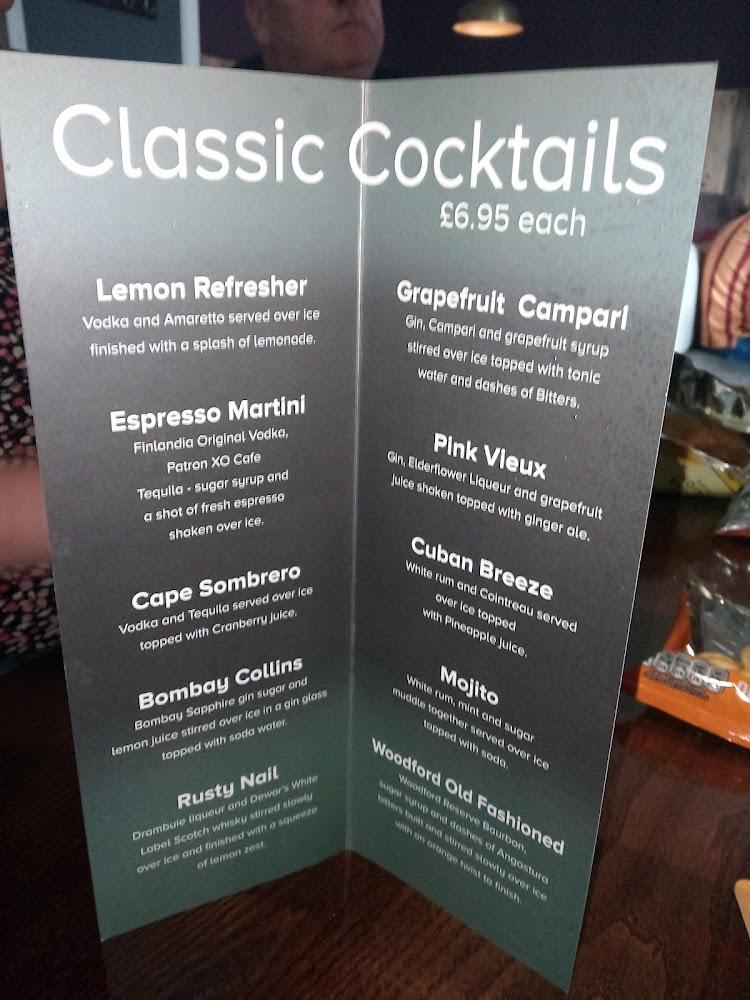 Classic Cocktails
£6.95 each
Lemon Refresher
Vodka and Amaretto served over ice
finished with a splash of lemonade.
Espresso Martini
Finlandia Original Vodka,
Patron XO Cafe
Tequila - sugar syrup and
a shot of fresh espresso
shaken over ice.
Cape Sombrero
Vodka and Tequila served over ice
topped with Cranberry juice.
Bombay Collins
Bombay Sapphire gin sugar and
lemon juice stirred over ice in a gin glass
topped with soda water.
Rusty Nail
Drambuie liqueur and Dewar's White
Label Scotch whisky stirred slowly
over ice and finished with a squeeze
of lemon zest.
Grapefruit Campari
Gin, Campari and grapefruit syrup
stirred over ice topped with tonic
water and dashes of Bitters.
Pink Vieux
Gin, Elderflower Liqueur and grapefruit
juice shaken topped with ginger ale.
Cuban Breeze
White rum and Cointreau served
over ice topped
with Pineapple juice.
Mojito
White rum, mint and sugar
muddle together served over ice
topped with soda.
Woodford Old Fashioned
Woodford Reserve Bourbon,
sugar syrup and dashes of Angostura
bitters built and stirred slowly over ice
with an orange twist to finish.